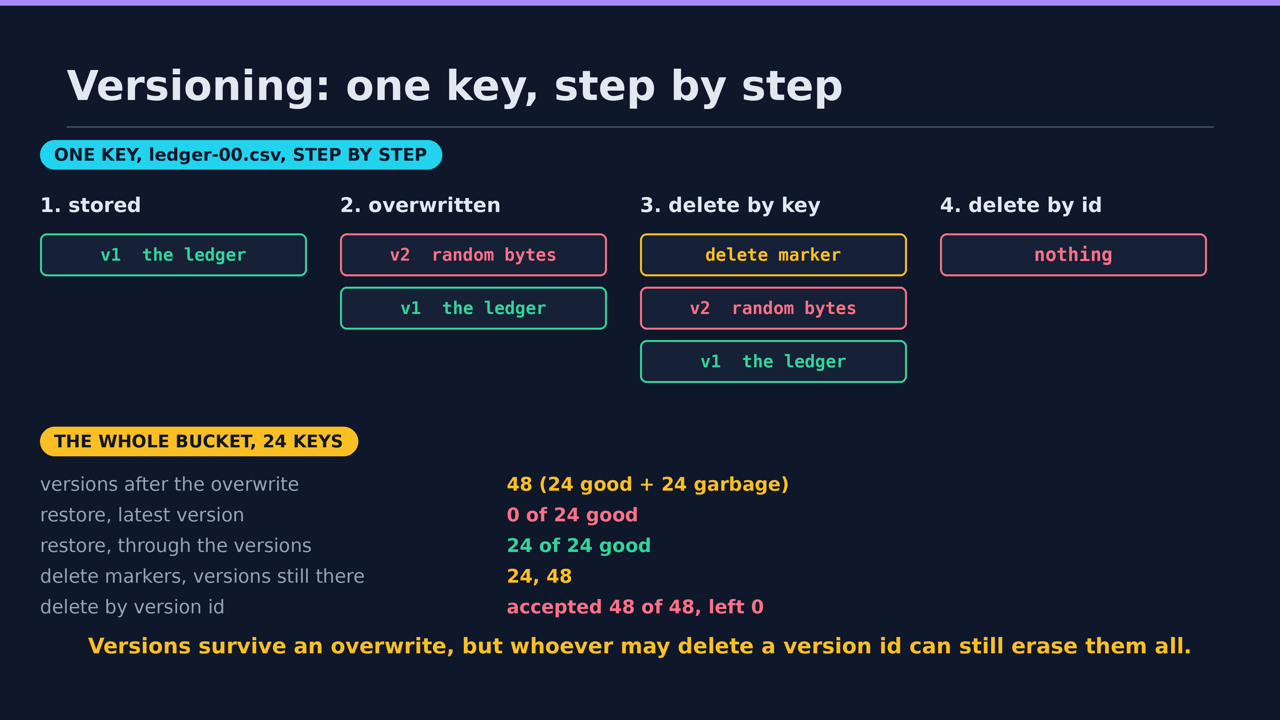 Versioning: one key, step by step
ONE KEY, ledger-00.csv, STEP BY STEP
1. stored
v1 the ledger
2. overwritten
v2 random bytes
v1 the ledger
3. delete by key
delete marker
v2 random bytes
v1 the ledger
4. delete by id
nothing
THE WHOLE BUCKET, 24 KEYS
versions after the overwrite 48 (24 good + 24 garbage)
restore, latest version 0 of 24 good
restore, through the versions 24 of 24 good
delete markers, versions still there 24, 48
delete by version id accepted 48 of 48, left 0
Versions survive an overwrite, but whoever may delete a version id can still erase them all.